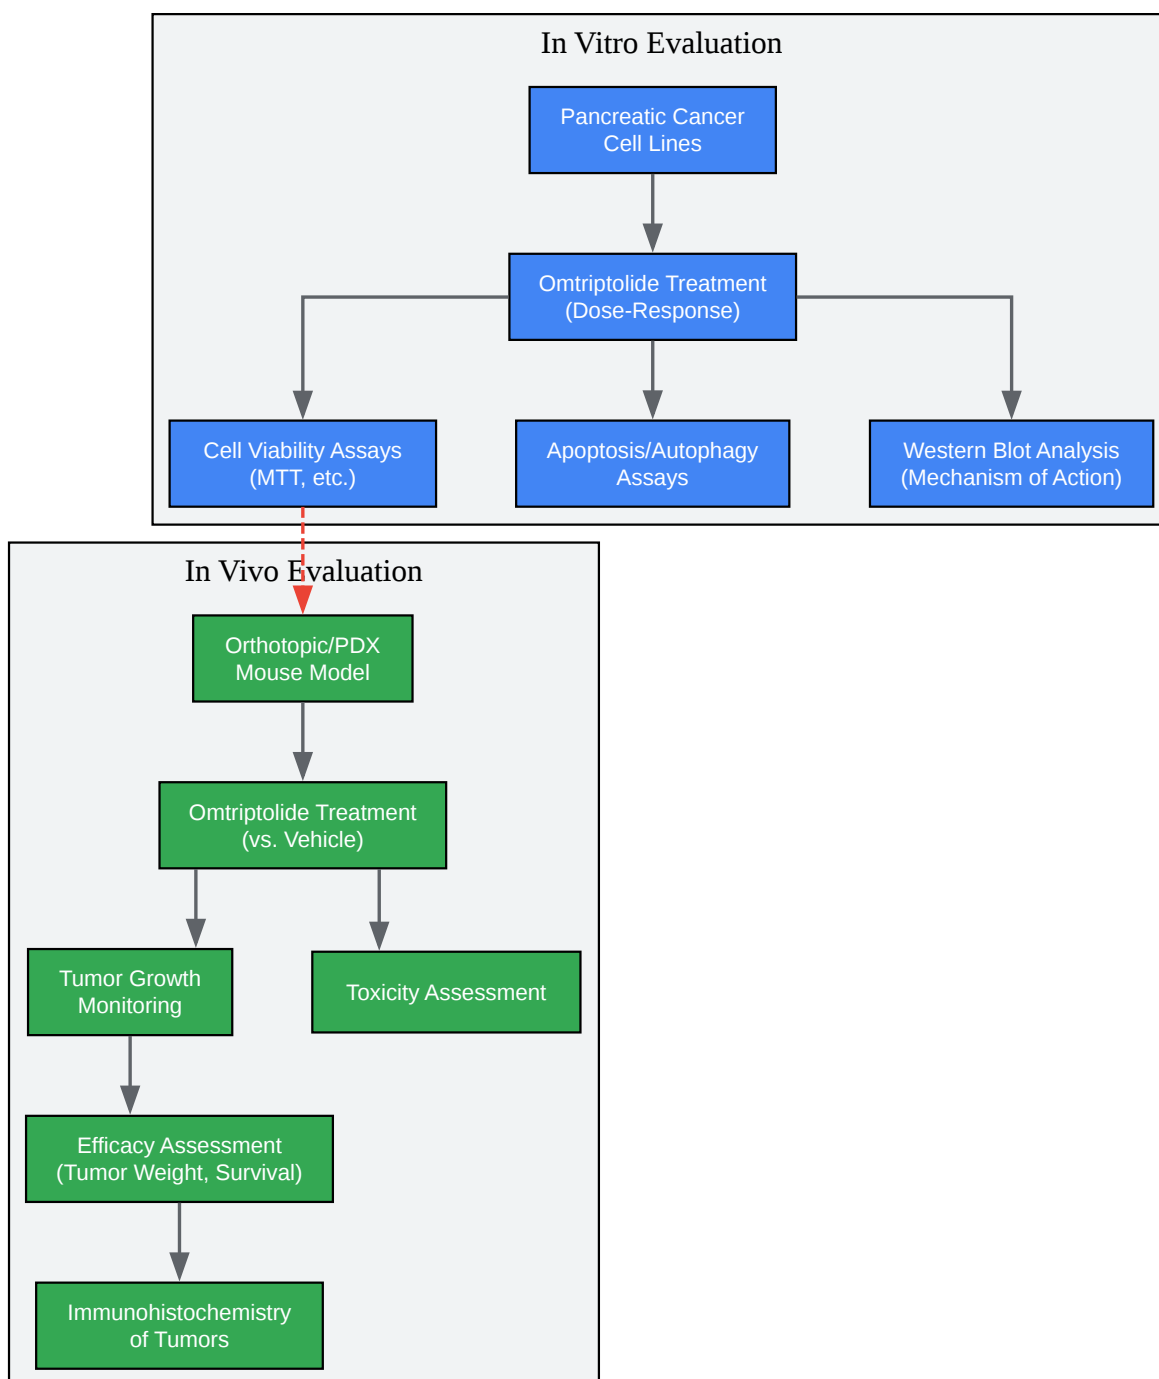 In Vitro Evaluation
Pancreatic Cancer
Cell Lines
Omtriptolide Treatment
(Dose-Response)
Cell Viability Assays
(MTT, etc.)
Apoptosis/Autophagy
Assays
Western Blot Analysis
(Mechanism of Action)
In Vivo Evaluation
Orthotopic/PDX
Mouse Model
Omtriptolide Treatment
(vs. Vehicle)
Tumor Growth
Monitoring
Toxicity Assessment
Efficacy Assessment
(Tumor Weight, Survival)
Immunohistochemistry
of Tumors